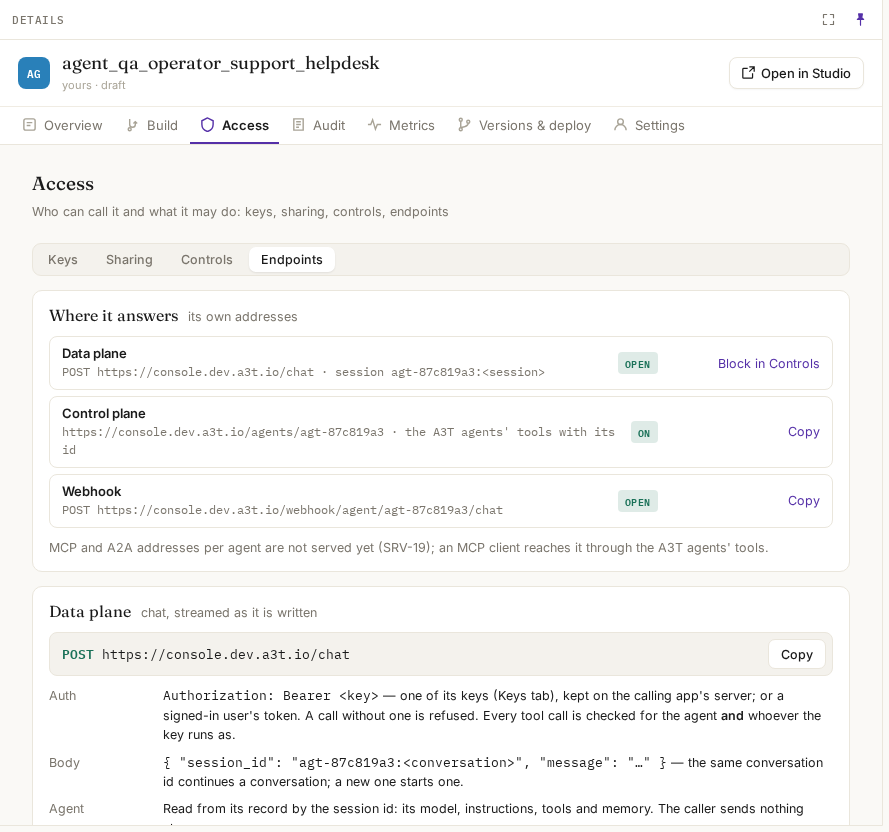 DETAILS
AG
agent_qa_operator_support_helpdesk
yours · draft
Open in Studio
Overview
Build
Access
Audit
Metrics
Versions & deploy
Settings
Access
Who can call it and what it may do: keys, sharing, controls, endpoints
Keys
Sharing
Controls
Endpoints
Where it answers its own addresses
Data plane
POST https://console.dev.a3t.io/chat · session agt-87c819a3:<session>
OPEN
Block in Controls
Control plane
https://console.dev.a3t.io/agents/agt-87c819a3 · the A3T agents' tools with its
id
ON
Copy
Webhook
POST https://console.dev.a3t.io/webhook/agent/agt-87c819a3/chat
OPEN
Copy
MCP and A2A addresses per agent are not served yet (SRV-19); an MCP client reaches it through the A3T agents' tools.
Data plane chat, streamed as it is written
POST https://console.dev.a3t.io/chat
Copy
Auth
Authorization: Bearer <key> — one of its keys (Keys tab), kept on the calling app's server; or a
signed-in user's token. A call without one is refused. Every tool call is checked for the agent and whoever the
key runs as.
Body
{ "session_id": "agt-87c819a3:<conversation>", "message": "…" } — the same conversation
id continues a conversation; a new one starts one.
Agent
Read from its record by the session id: its model, instructions, tools and memory. The caller sends nothing